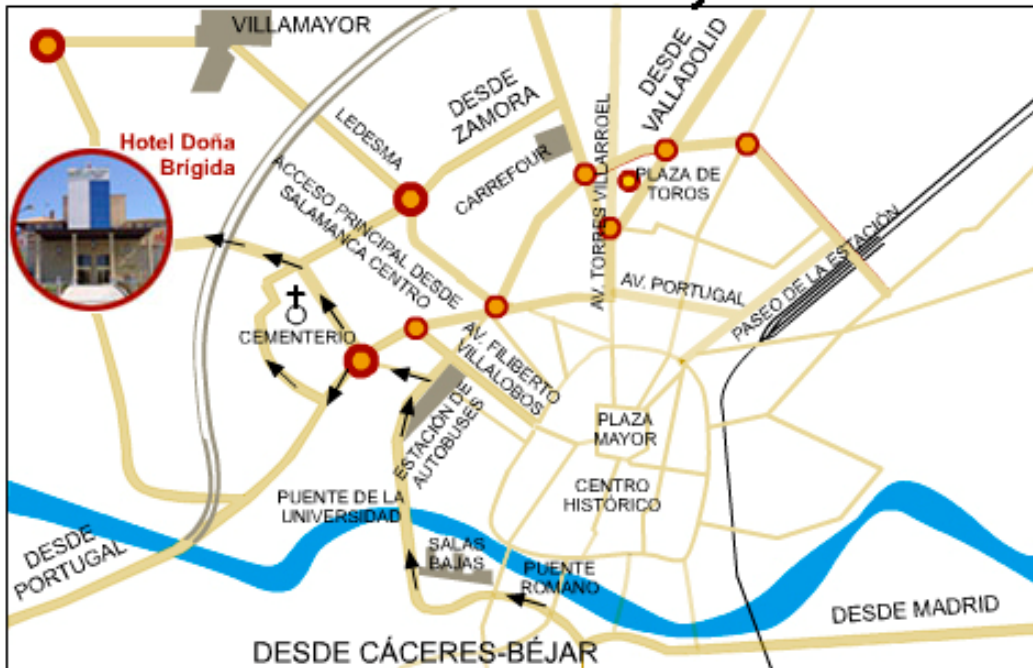 VILLAMAYOR
Hotel Doña
Brígida
LEDESMA
DESDE
ZAMORA
DESDE
VALLADOLID
ACCESO PRINCIPAL DESDE
SALAMANCA CENTRO
CARREFOUR
AV. TORRES VILLARROEL
PLAZA DE
TOROS
CEMENTERIO
AV. FILIBERTO
VILLALOBOS
AV. PORTUGAL
PASEO DE LA ESTACIÓN
ESTACIÓN DE
AUTOBUSES
PLAZA
MAYOR
CENTRO
HISTÓRICO
PUENTE DE LA
UNIVERSIDAD
SALAS
BAJAS
PUENTE
ROMANO
DESDE
PORTUGAL
DESDE MADRID
DESDE CÁCERES-BÉJAR